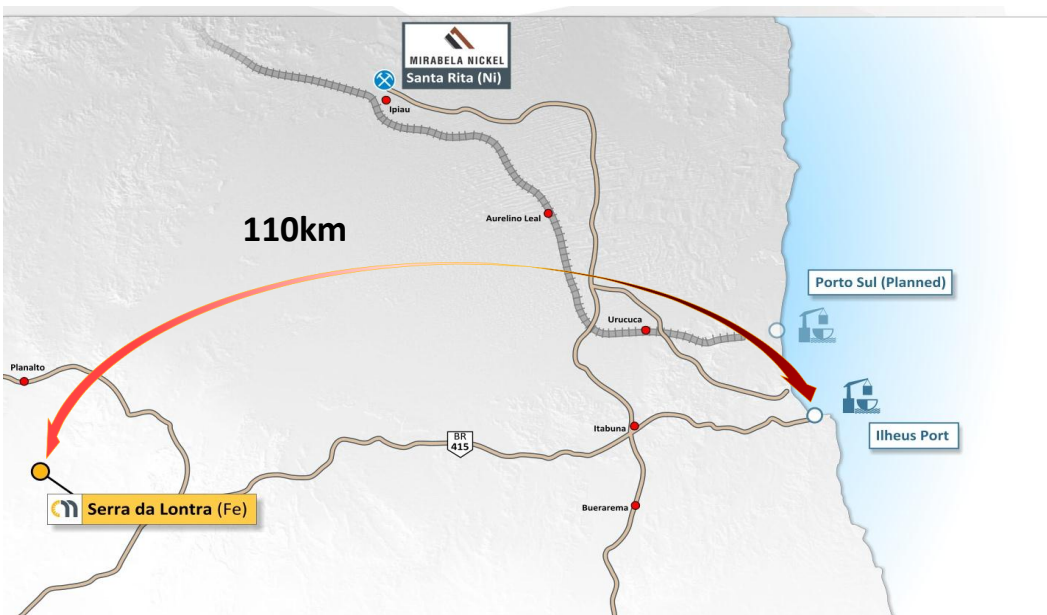 MIRABELA NICKEL
Santa Rita (Ni)
Ipiau
Aurelino Leal
110km
Porto Sul (Planned)
Urucuca
Planalto
Itabuna
BR
415
Ilheus Port
Serra da Lontra (Fe)
Buerarema